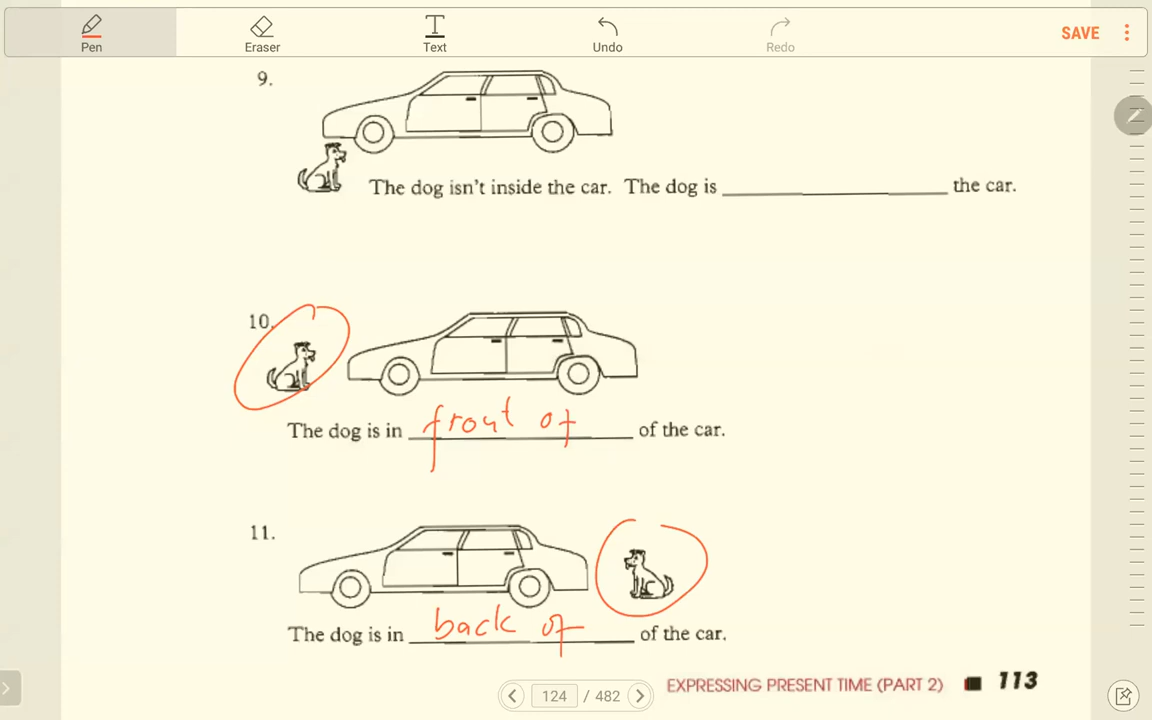 Pen
Eraser
Text
Undo
Redo
SAVE
9.
The dog isn't inside the car. The dog is ____________ the car.
10.
The dog is in front of of the car.
11.
The dog is in back of of the car.
124 / 482
EXPRESSING PRESENT TIME (PART 2) 113